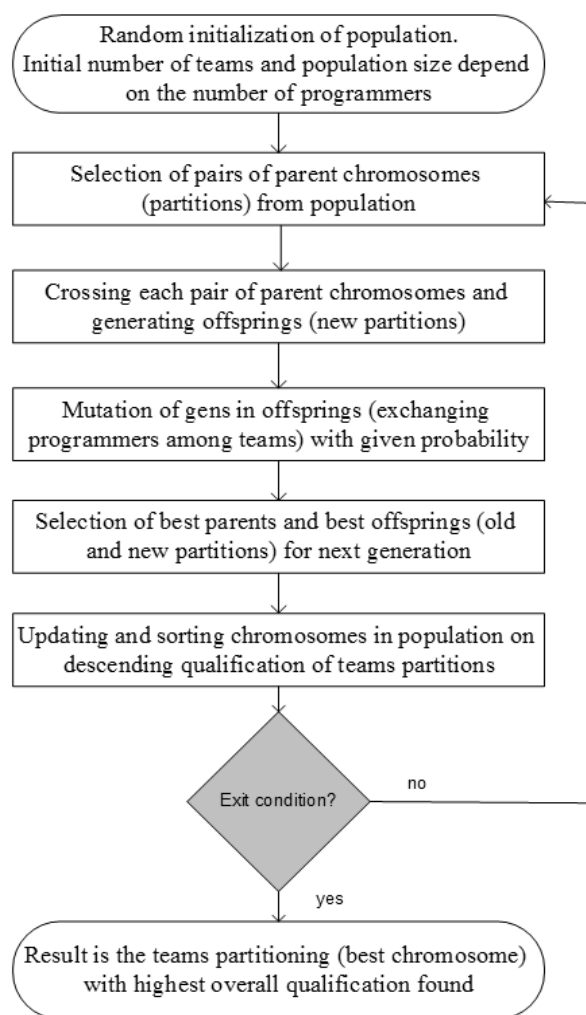 Random initialization of population.
Initial number of teams and population size depend
on the number of programmers
Selection of pairs of parent chromosomes
(partitions) from population
Crossing each pair of parent chromosomes and
generating offsprings (new partitions)
Mutation of gens in offsprings (exchanging
programmers among teams) with given probability
Selection of best parents and best offsprings (old
and new partitions) for next generation
Updating and sorting chromosomes in population on
descending qualification of teams partitions
Exit condition?
no
yes
Result is the teams partitioning (best chromosome)
with highest overall qualification found